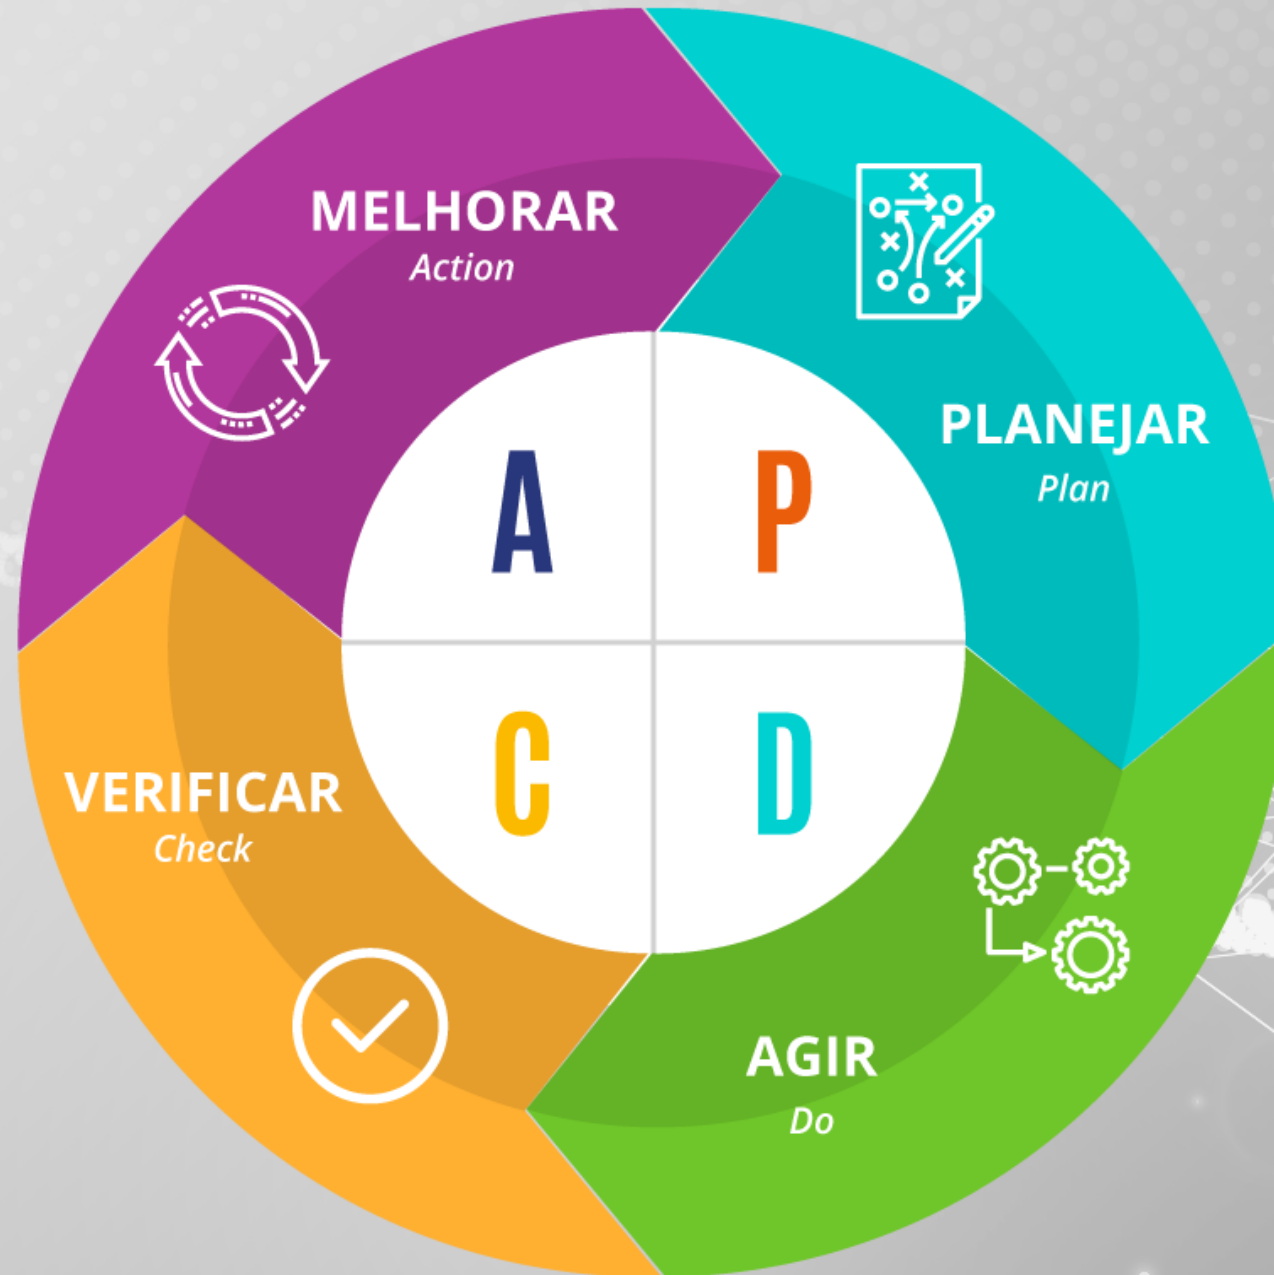 MELHORAR
Action
PLANEJAR
Plan
A
P
C
D
VERIFICAR
Check
AGIR
Do